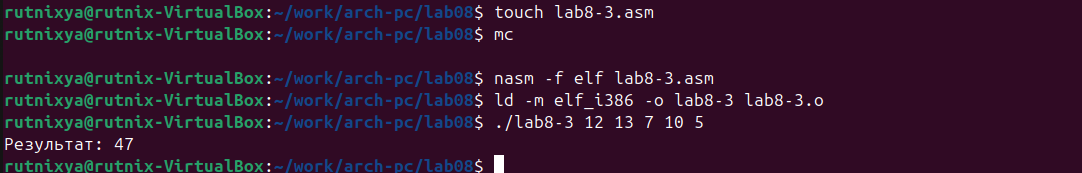 rutnixya@rutnix-VirtualBox:~/work/arch-pc/lab08$ touch lab8-3.asm
rutnixya@rutnix-VirtualBox:~/work/arch-pc/lab08$ mc
rutnixya@rutnix-VirtualBox:~/work/arch-pc/lab08$ nasm -f elf lab8-3.asm
rutnixya@rutnix-VirtualBox:~/work/arch-pc/lab08$ ld -m elf_i386 -o lab8-3 lab8-3.o
rutnixya@rutnix-VirtualBox:~/work/arch-pc/lab08$ ./lab8-3 12 13 7 10 5
Результат: 47
rutnixya@rutnix-VirtualBox:~/work/arch-pc/lab08$